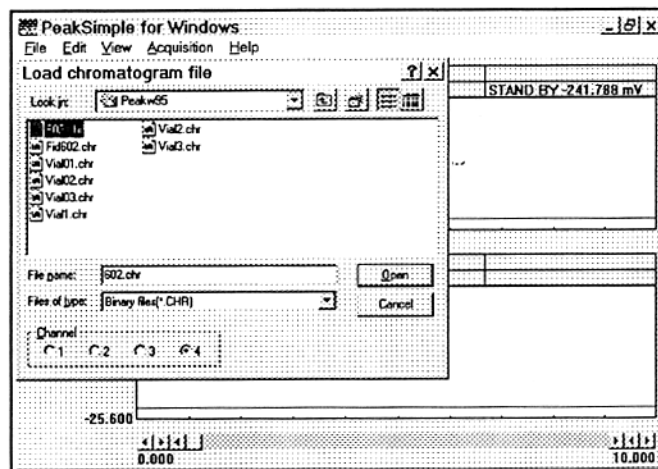 PeakSimple for Windows
File Edit View Acquisition Help
Load chromatogram file
Look in: Peakw95
STAND BY -241.788 mV
Fid602.chr
Vial01.chr
Vial02.chr
Vial03.chr
Vial1.chr
Vial2.chr
Vial3.chr
File name: 602.chr Open
Files of type: Binary files(*.CHR) Cancel
Channel
1 2 3 4
-25.600
0.000 10.000